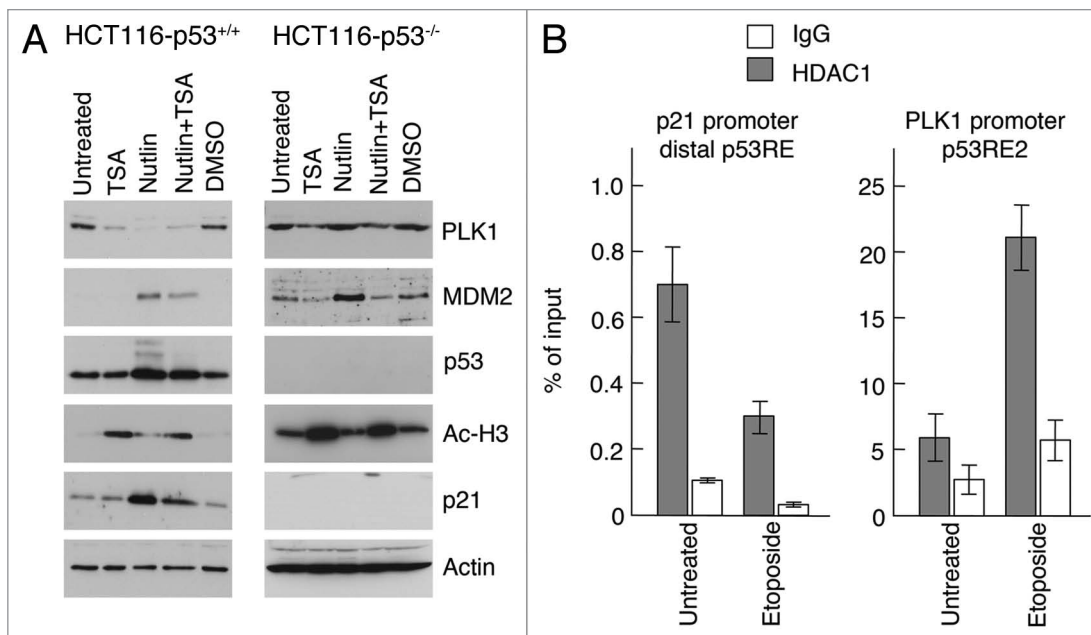 A
HCT116-p53+/+
HCT116-p53-/-
Untreated
TSA
Nutlin
Nutlin+TSA
DMSO
Untreated
TSA
Nutlin
Nutlin+TSA
DMSO
PLK1
MDM2
p53
Ac-H3
p21
Actin
B
IgG
HDAC1
p21 promoter
distal p53RE
% of input
1.0
0.8
0.6
0.4
0.2
0
Untreated
Etoposide
PLK1 promoter
p53RE2
25
20
15
10
5
0
Untreated
Etoposide